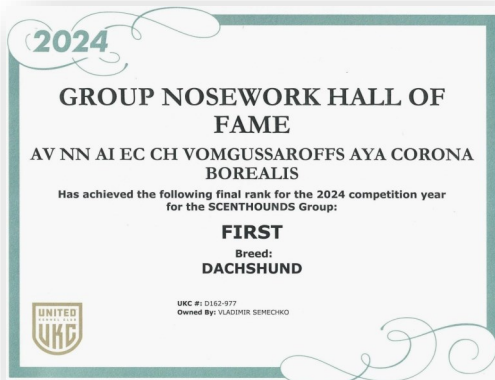 2024
GROUP NOSEWORK HALL OF
FAME
AV NN AI EC CH VOMGUSSAROFFS AYA CORONA
BOREALIS
Has achieved the following final rank for the 2024 competition year
for the SCENTHOUNDS Group:
FIRST
Breed:
DACHSHUND
UKC #: D162-977
Owned By: VLADIMIR SEMECHKO
UNITED
KENNEL CLUB
UKC